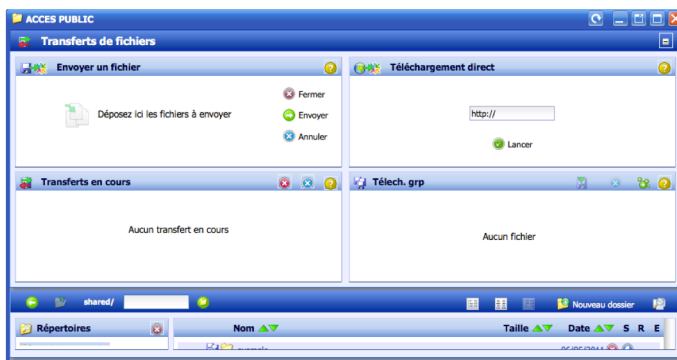 ACCES PUBLIC
Transferts de fichiers
Envoyer un fichier
Déposez ici les fichiers à envoyer
Fermer
Envoyer
Annuler
Téléchargement direct
http://
Lancer
Transferts en cours
Aucun transfert en cours
Télech. grp
Aucun fichier
shared/
Nouveau dossier
Répertoires
Nom
Taille
Date
S R E